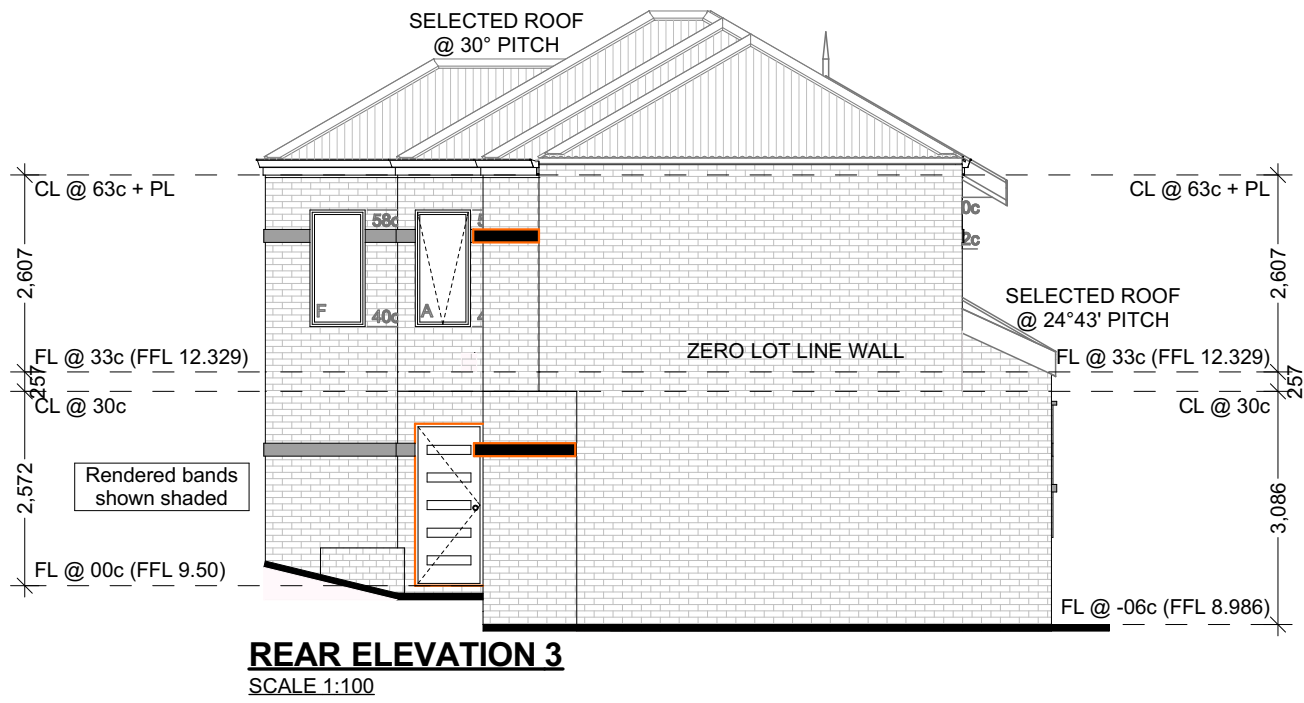 SELECTED ROOF
@ 30° PITCH
CL @ 63c + PL
CL @ 63c + PL
58c
0c
2c
2,607
2,607
F
A
40c
SELECTED ROOF
@ 24°43' PITCH
ZERO LOT LINE WALL
FL @ 33c (FFL 12.329)
FL @ 33c (FFL 12.329)
257
257
CL @ 30c
CL @ 30c
Rendered bands
shown shaded
2,572
3,086
FL @ 00c (FFL 9.50)
FL @ -06c (FFL 8.986)
REAR ELEVATION 3
SCALE 1:100